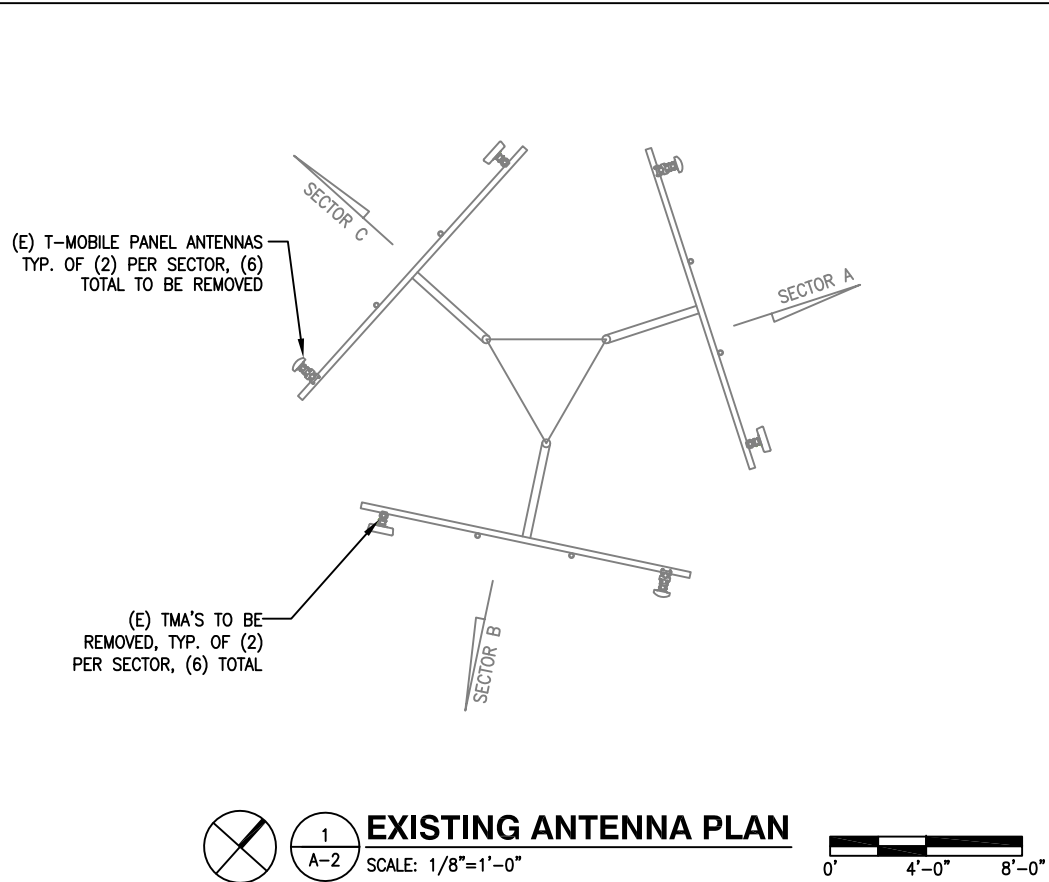 SECTOR C
(E) T-MOBILE PANEL ANTENNAS
TYP. OF (2) PER SECTOR, (6)
TOTAL TO BE REMOVED
SECTOR A
(E) TMA'S TO BE
REMOVED, TYP. OF (2)
PER SECTOR, (6) TOTAL
SECTOR B
1
A-2
EXISTING ANTENNA PLAN
SCALE: 1/8"=1'-0"
0' 4'-0" 8'-0"